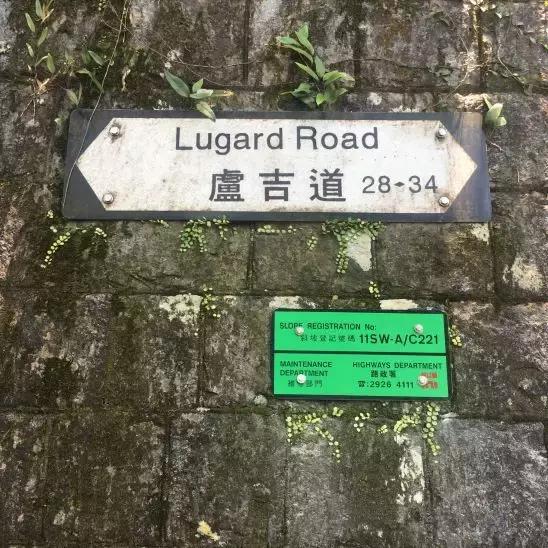 Lugard Road
盧吉道 28-34
SLOPE REGISTRATION No:
斜坡登記號碼 11SW-A/C221
MAINTENANCE DEPARTMENT
維修部門
HIGHWAYS DEPARTMENT
路政署
☎:2926 4111